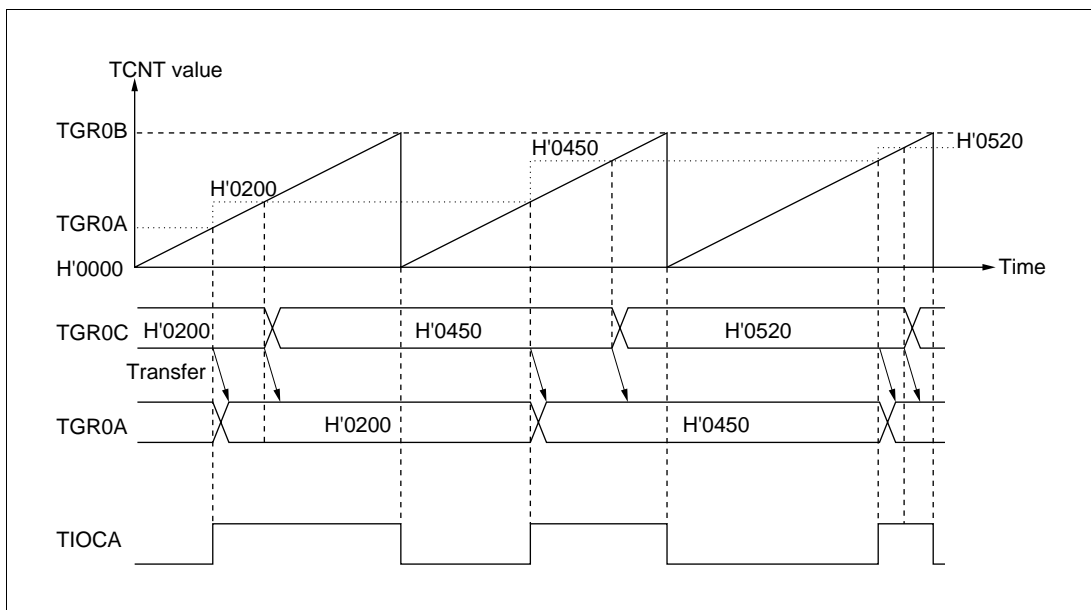 TCNT value
TGR0B
H'0520
H'0450
H'0200
TGR0A
H'0000
Time
TGR0C
H'0200
H'0450
H'0520
Transfer
TGR0A
H'0200
H'0450
TIOCA